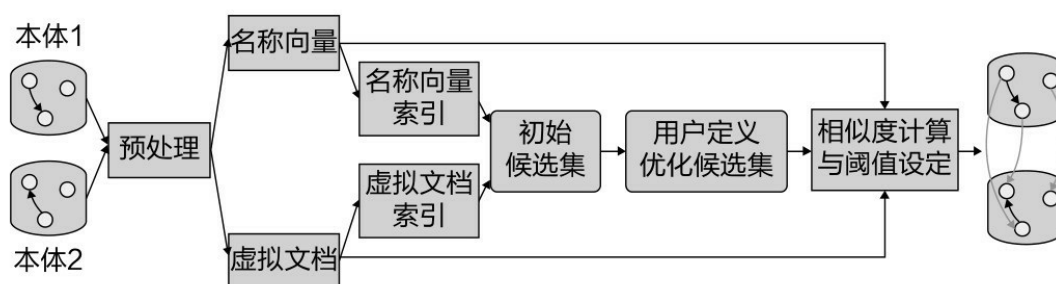 本体1
本体2
预处理
名称向量
名称向量
索引
虚拟文档
索引
虚拟文档
初始
候选集
用户定义
优化候选集
相似度计算
与阈值设定